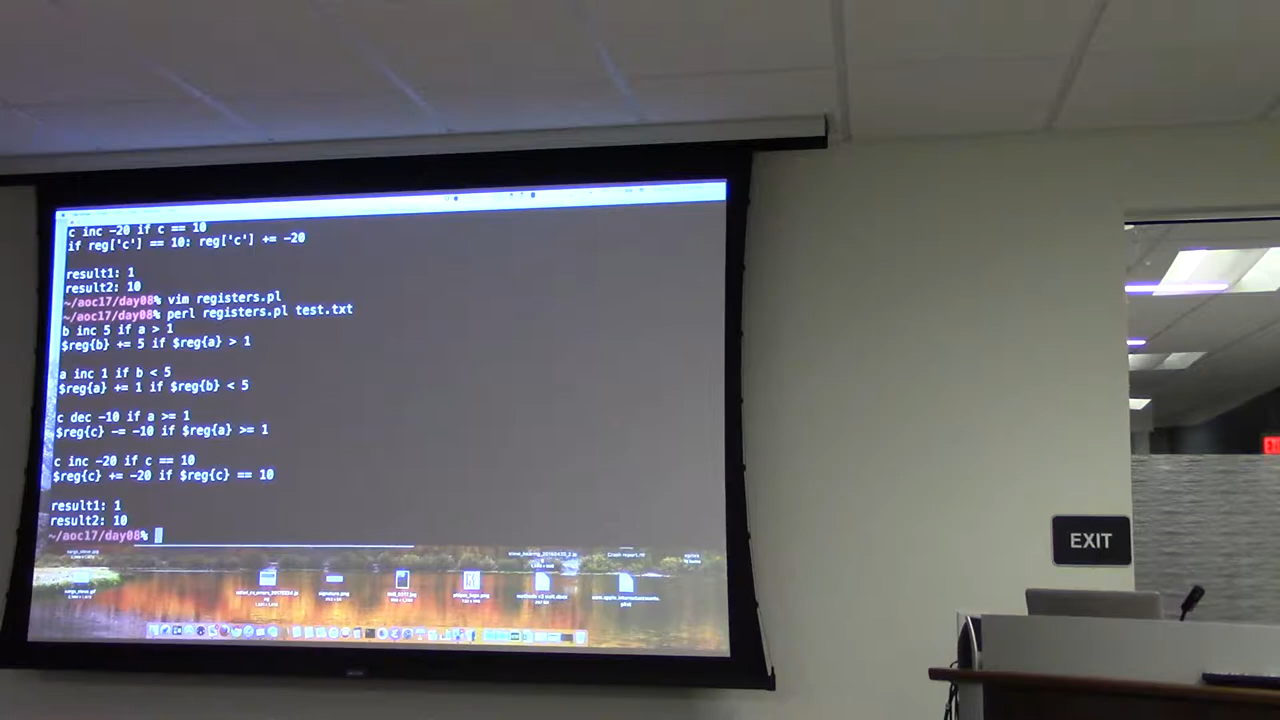 c inc -20 if c == 10
if reg['c'] == 10: reg['c'] += -20
result1: 1
result2: 10
~/aoc17/day08% vim registers.pl
~/aoc17/day08% perl registers.pl test.txt
b inc 5 if a > 1
$reg{b} += 5 if $reg{a} > 1
a inc 1 if b < 5
$reg{a} += 1 if $reg{b} < 5
c dec -10 if a >= 1
$reg{c} -= -10 if $reg{a} >= 1
c inc -20 if c == 10
$reg{c} += -20 if $reg{c} == 10
result1: 1
result2: 10
~/aoc17/day08%
signature.png
EXIT